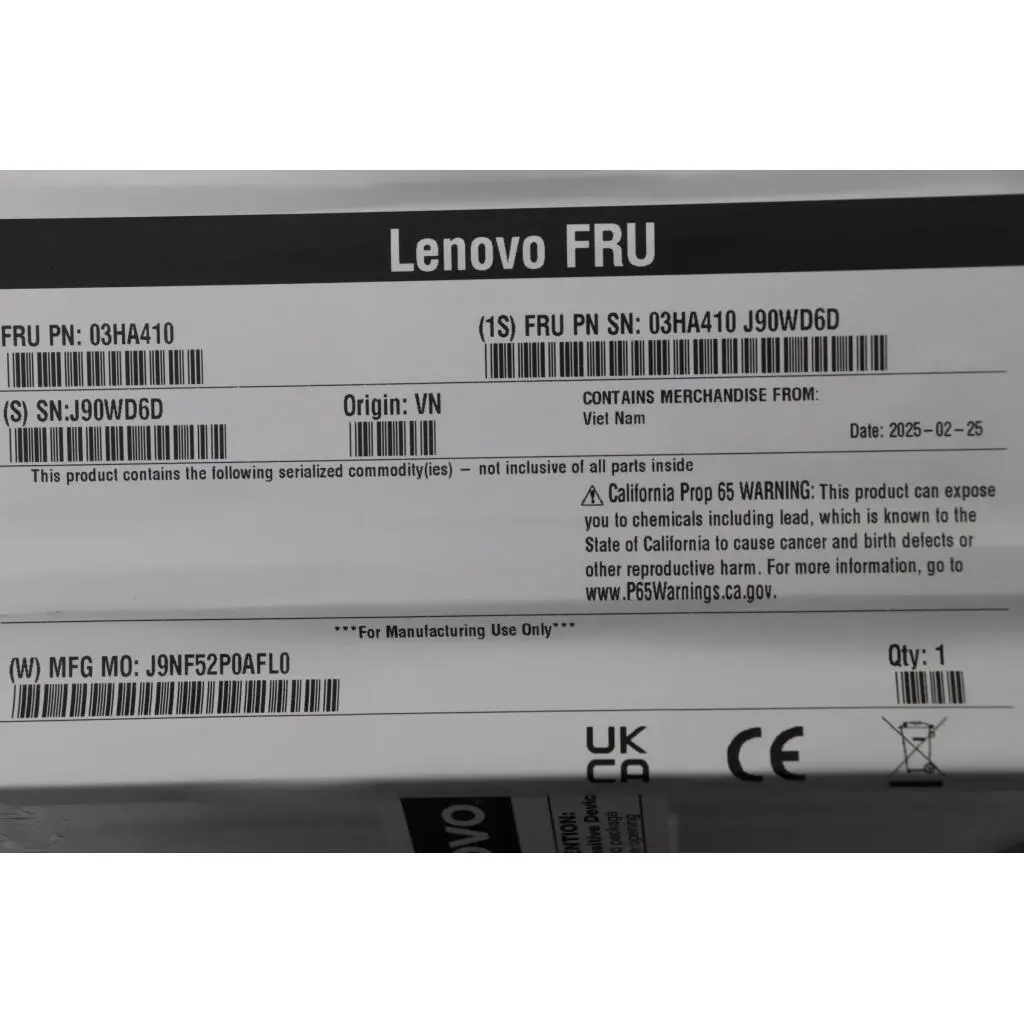 Lenovo FRU
FRU PN: 03HA410
(1S) FRU PN SN: 03HA410 J90WD6D
(S) SN:J90WD6D
Origin: VN
CONTAINS MERCHANDISE FROM:
Viet Nam
Date: 2025-02-25
This product contains the following serialized commodity(ies) – not inclusive of all parts inside
⚠ California Prop 65 WARNING: This product can expose
you to chemicals including lead, which is known to the
State of California to cause cancer and birth defects or
other reproductive harm. For more information, go to
www.P65Warnings.ca.gov.
***For Manufacturing Use Only***
(W) MFG MO: J9NF52P0AFL0
Qty: 1
UK
CA
CE